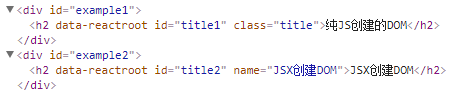 <div id="example1">
<h2 data-reactroot id="title1" class="title">纯JS创建的DOM</h2>
</div>
<div id="example2">
<h2 data-reactroot id="title2" name="JSX创建DOM">JSX创建DOM</h2>
</div>